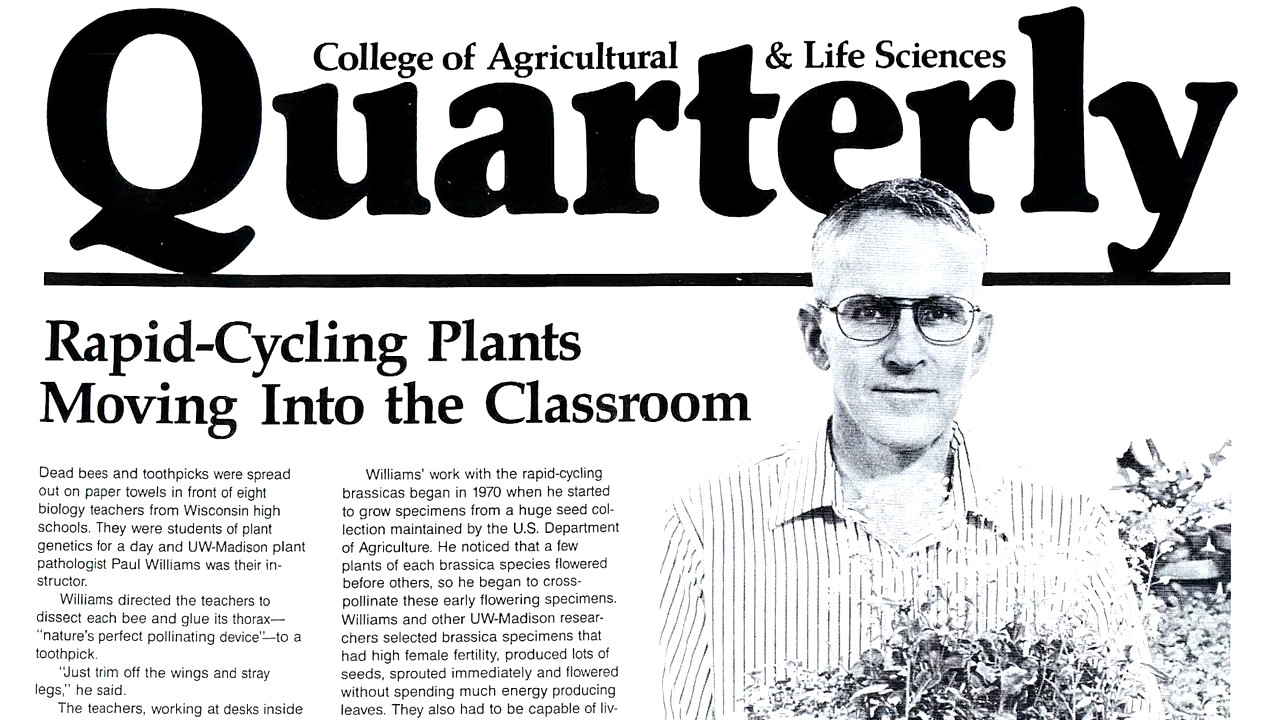 College of Agricultural & Life Sciences
Quarterly
Rapid-Cycling Plants
Moving Into the Classroom
Dead bees and toothpicks were spread
out on paper towels in front of eight
biology teachers from Wisconsin high
schools. They were students of plant
genetics for a day and UW-Madison plant
pathologist Paul Williams was their in-
structor.
Williams directed the teachers to
dissect each bee and glue its thorax—
“nature's perfect pollinating device”—to a
toothpick.
“Just trim off the wings and stray
legs,” he said.
The teachers, working at desks inside
Williams' work with the rapid-cycling
brassicas began in 1970 when he started
to grow specimens from a huge seed col-
lection maintained by the U.S. Department
of Agriculture. He noticed that a few
plants of each brassica species flowered
before others, so he began to cross-
pollinate these early flowering specimens.
Williams and other UW-Madison resear-
chers selected brassica specimens that
had high female fertility, produced lots of
seeds, sprouted immediately and flowered
without spending much energy producing
leaves. They also had to be capable of liv-